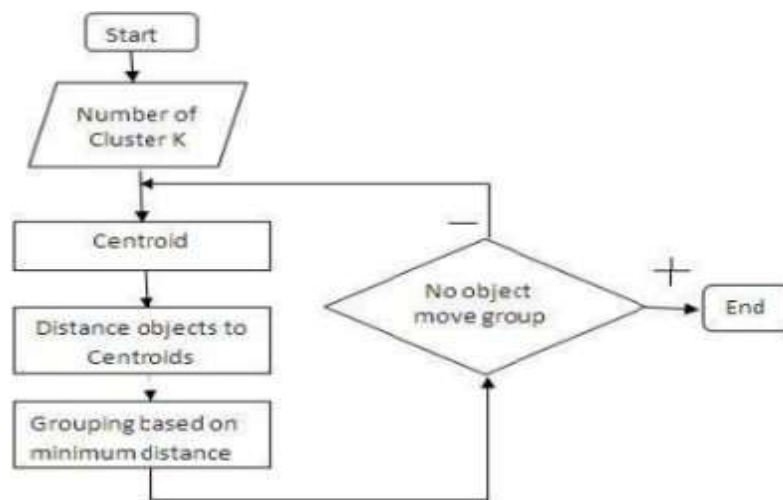 Start
Number of
Cluster K
Centroid
Distance objects to
Centroids
Grouping based on
minimum distance
No object
move group
End